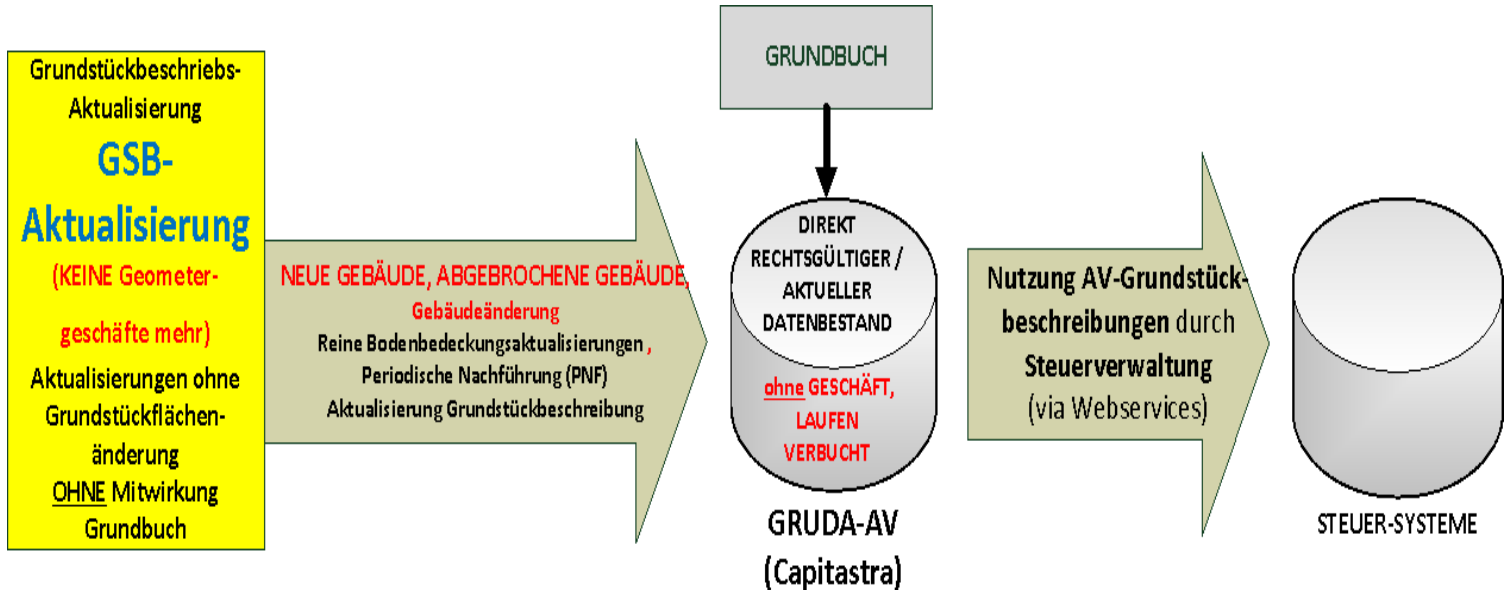 Grundstückbeschriebs-
Aktualisierung
GSB-
Aktualisierung
(KEINE Geometer-
geschäfte mehr)
Aktualisierungen ohne
Grundstückflächen-
änderung
OHNE Mitwirkung
Grundbuch
NEUE GEBÄUDE, ABGEBROCHENE GEBÄUDE,
Gebäudeänderung
Reine Bodenbedeckungsaktualisierungen ,
Periodische Nachführung (PNF)
Aktualisierung Grundstückbeschreibung
GRUNDBUCH
DIREKT
RECHTSGÜLTIGER /
AKTUELLER
DATENBESTAND
ohne GESCHÄFT,
LAUFEN
VERBUCHT
GRUDA-AV
(Capitastra)
Nutzung AV-Grundstück-
beschreibungen durch
Steuerverwaltung
(via Webservices)
STEUER-SYSTEME